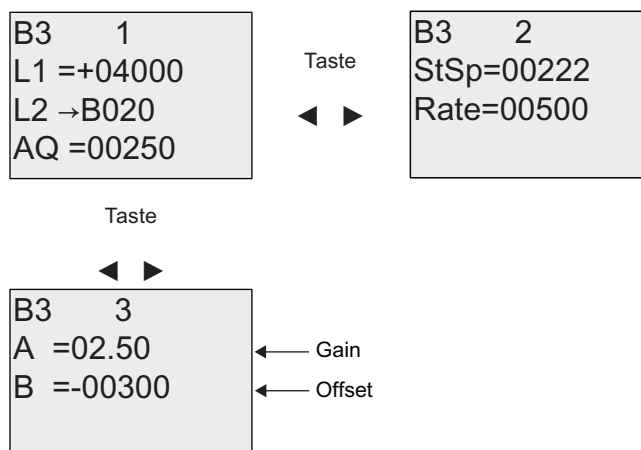 B3 1
L1 =+04000
L2 →B020
AQ =00250
Taste
◄ ►
B3 2
StSp=00222
Rate=00500
Taste
◄ ►
B3 3
A =02.50
B =-00300
Gain
Offset